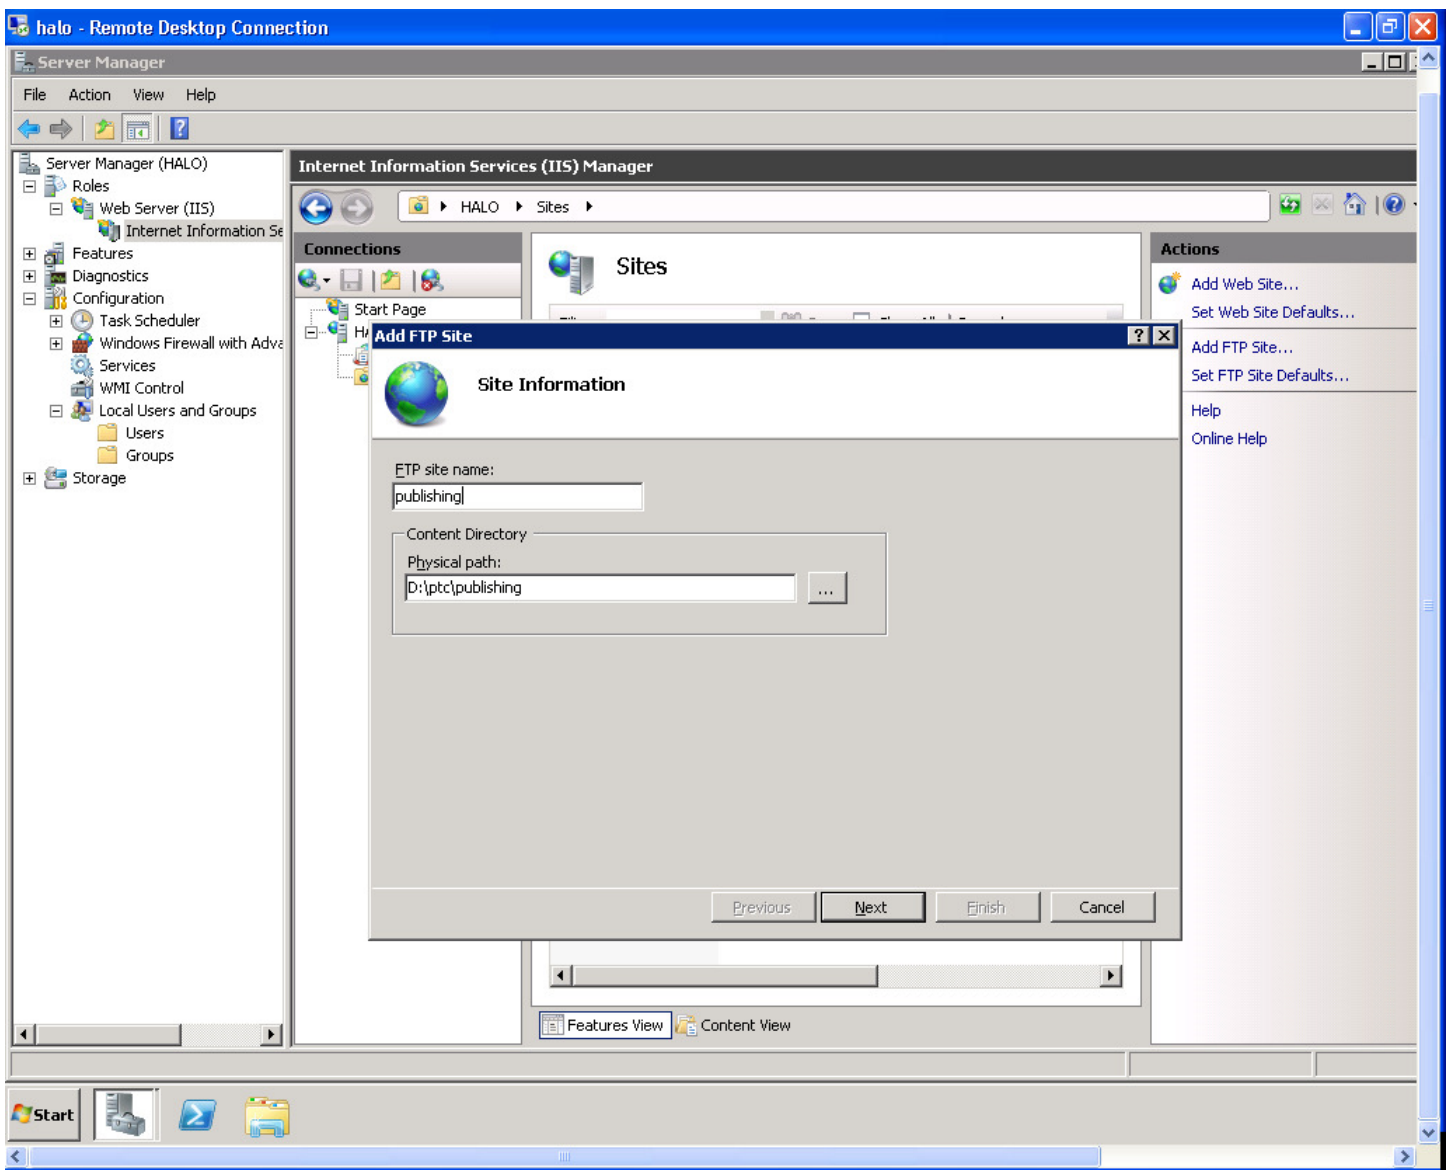 halo - Remote Desktop Connection
Server Manager
File Action View Help
Server Manager (HALO)
Roles
Web Server (IIS)
Internet Information Se
Features
Diagnostics
Configuration
Task Scheduler
Windows Firewall with Adva
Services
WMI Control
Local Users and Groups
Users
Groups
Storage
Internet Information Services (IIS) Manager
HALO Sites
Connections
Start Page
Sites
Add FTP Site
Site Information
FTP site name:
publishing
Content Directory
Physical path:
D:\ptc\publishing
...
Previous
Next
Finish
Cancel
Features View
Content View
Actions
Add Web Site...
Set Web Site Defaults...
Add FTP Site...
Set FTP Site Defaults...
Help
Online Help
Start